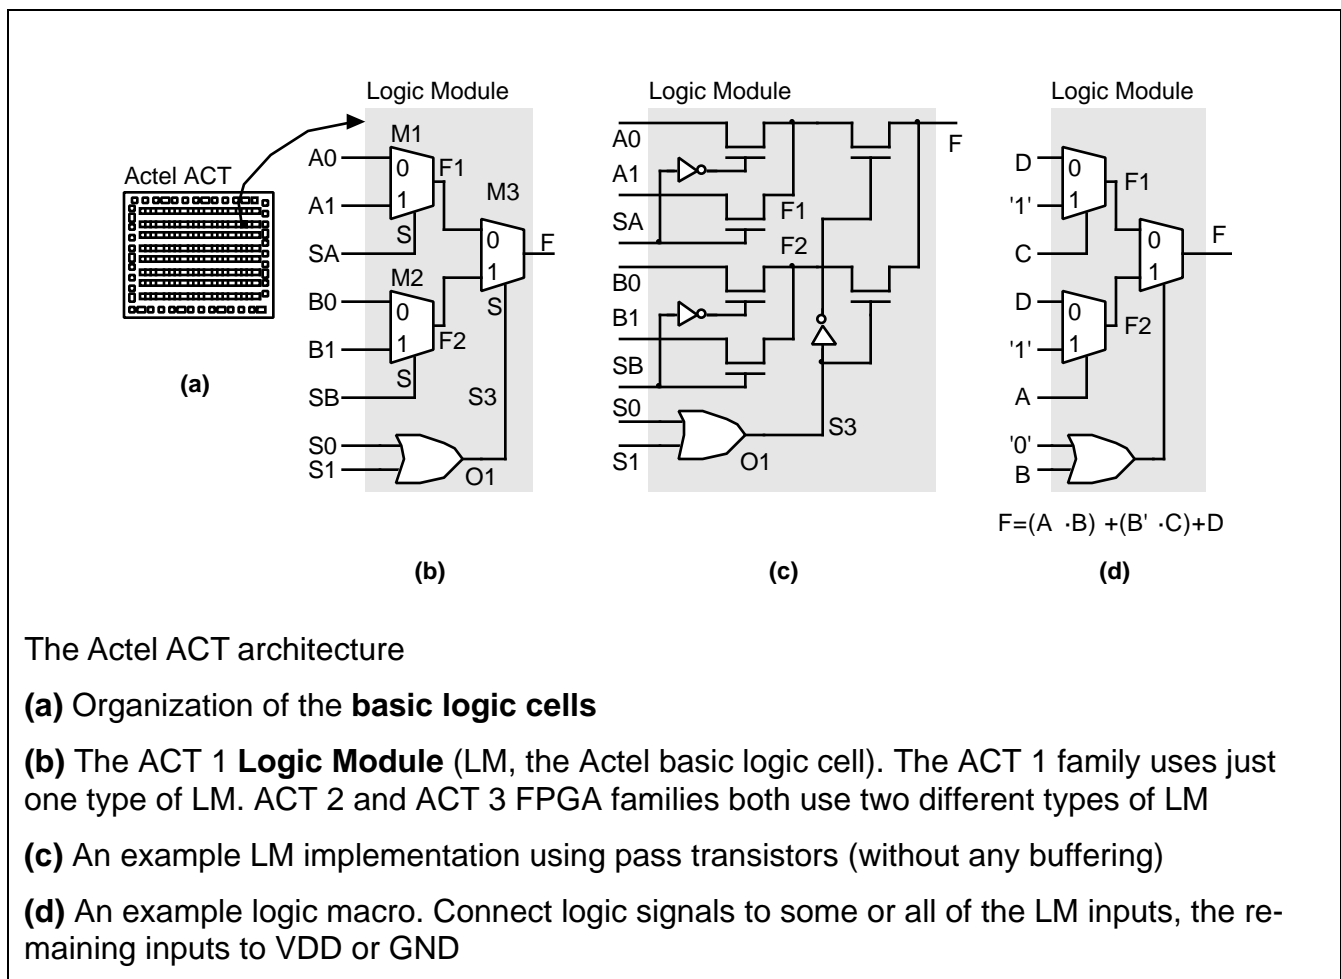 Logic Module
Logic Module
Logic Module
Actel ACT
(a)
M1
A0
0
F1
A1
1
M3
S
SA
0
F
M2
1
B0
0
S
B1
1
F2
S
SB
S3
S0
S1
O1
(b)
A0
F
A1
F1
SA
F2
B0
B1
SB
S0
S3
S1
O1
(c)
D
0
F1
'1'
1
F
0
C
1
D
0
F2
'1'
1
A
'0'
B
F=(A ·B) +(B' ·C)+D
(d)
The Actel ACT architecture
(a) Organization of the basic logic cells
(b) The ACT 1 Logic Module (LM, the Actel basic logic cell). The ACT 1 family uses just
one type of LM. ACT 2 and ACT 3 FPGA families both use two different types of LM
(c) An example LM implementation using pass transistors (without any buffering)
(d) An example logic macro. Connect logic signals to some or all of the LM inputs, the re-
maining inputs to VDD or GND